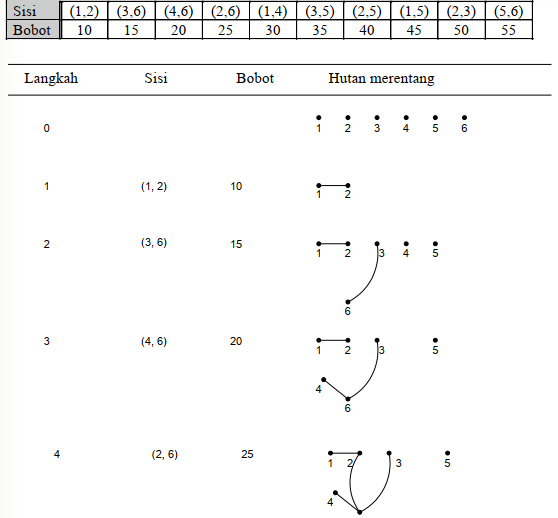 Sisi (1,2) (3,6) (4,6) (2,6) (1,4) (3,5) (2,5) (1,5) (2,3) (5,6)
Bobot 10 15 20 25 30 35 40 45 50 55
Langkah Sisi Bobot Hutan merentang
0
1 2 3 4 5 6
1 (1, 2) 10
1 2
2 (3, 6) 15
1 2 3 4 5
6
3 (4, 6) 20
1 2 3 5
4
6
4 (2, 6) 25
1 2 3 5
4